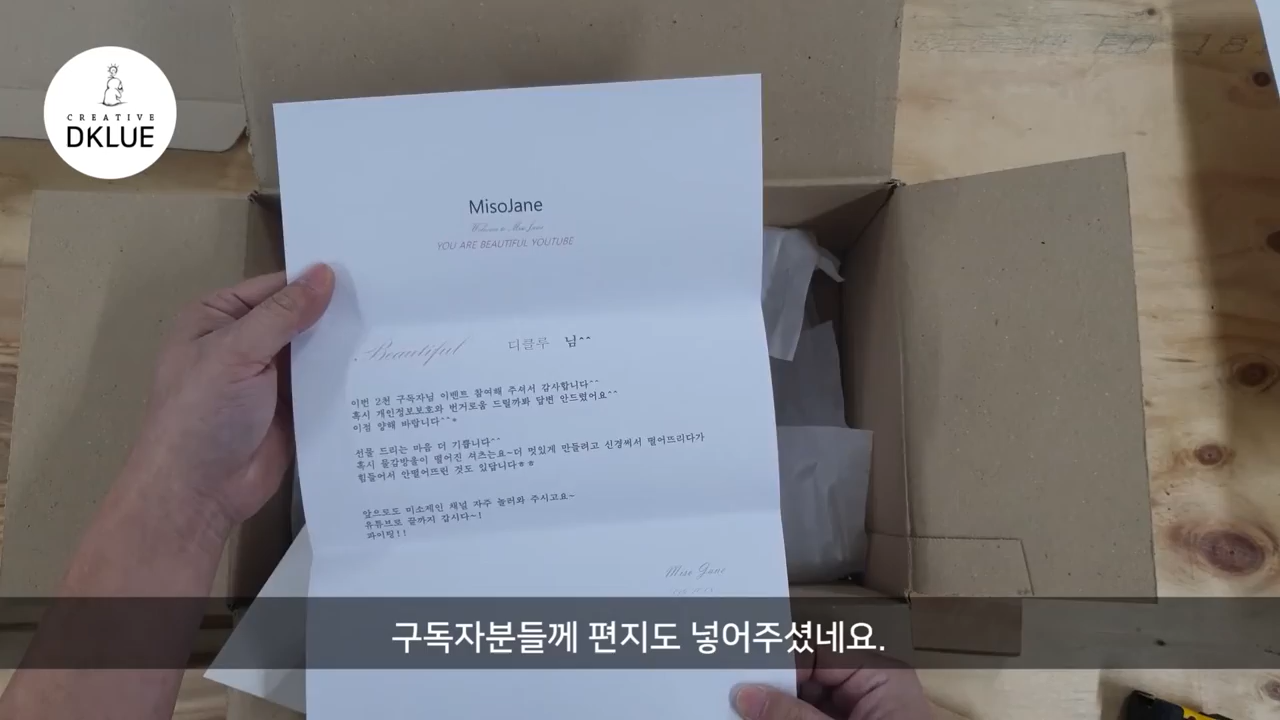 CREATIVE
DKLUE
MisoJane
Welcome to Miso Jane
YOU ARE BEAUTIFUL YOUTUBE
Beautiful 디클루 님^^
이번 2천 구독자님 이벤트 참여해 주셔서 감사합니다^^
혹시 개인정보보호와 번거로움 드릴까봐 답변 안드렸어요^^
이점 양해 바랍니다^^*
선물 드리는 마음 더 기쁩니다^^
혹시 물감방울이 떨어진 셔츠는요~더 멋있게 만들려고 신경써서 떨어뜨리다가
힘들어서 안떨어뜨린 것도 있답니다ㅎㅎ
앞으로도 미소제인 채널 자주 놀러와 주시고요~
유튜브로 끝까지 갑시다~!
파이팅!!
Miso Jane
구독자분들께 편지도 넣어주셨네요.